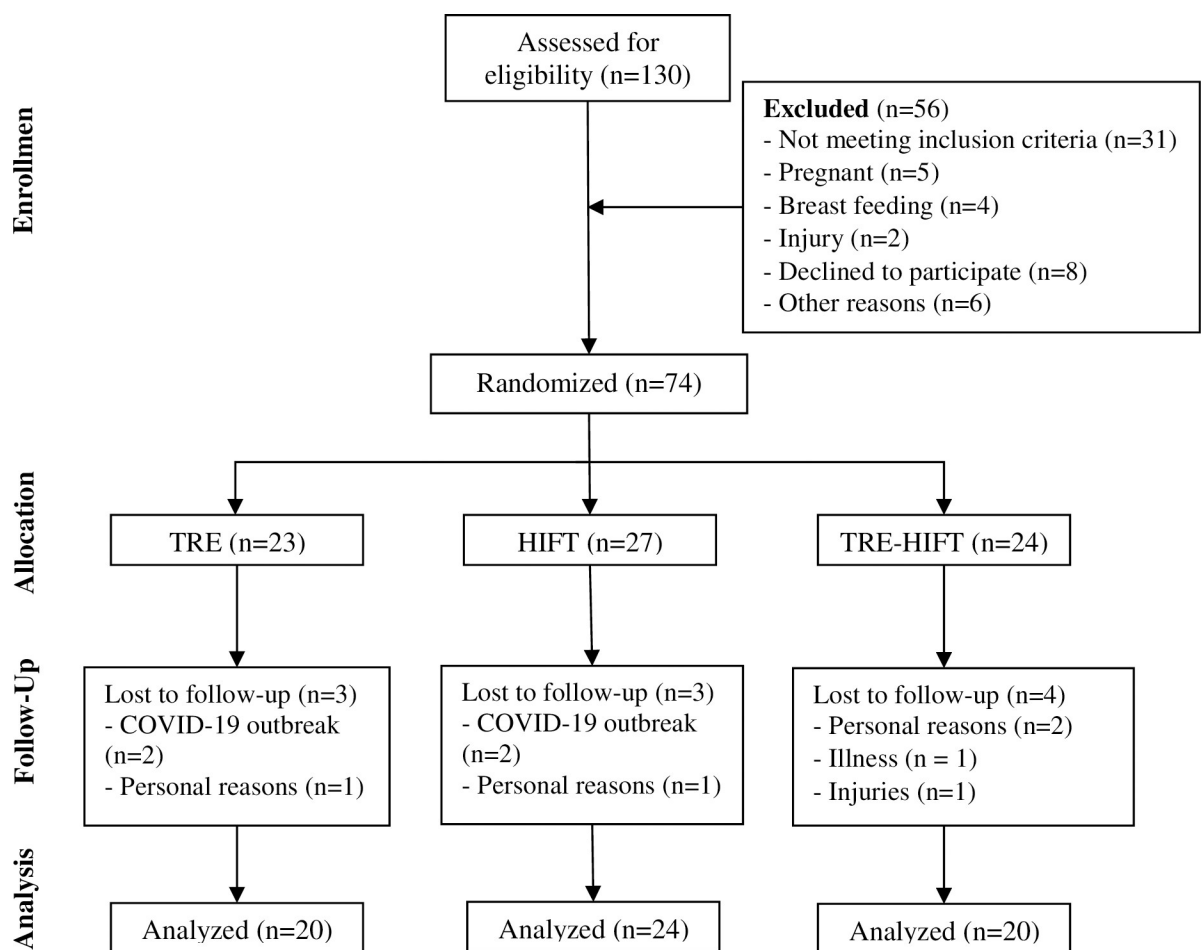 Assessed for
eligibility (n=130)
Enrollmen
Excluded (n=56)
- Not meeting inclusion criteria (n=31)
- Pregnant (n=5)
- Breast feeding (n=4)
- Injury (n=2)
- Declined to participate (n=8)
- Other reasons (n=6)
Randomized (n=74)
Allocation
TRE (n=23)
HIFT (n=27)
TRE-HIFT (n=24)
Follow-Up
Lost to follow-up (n=3)
- COVID-19 outbreak
(n=2)
- Personal reasons (n=1)
Lost to follow-up (n=3)
- COVID-19 outbreak
(n=2)
- Personal reasons (n=1)
Lost to follow-up (n=4)
- Personal reasons (n=2)
- Illness (n = 1)
- Injuries (n=1)
Analysis
Analyzed (n=20)
Analyzed (n=24)
Analyzed (n=20)